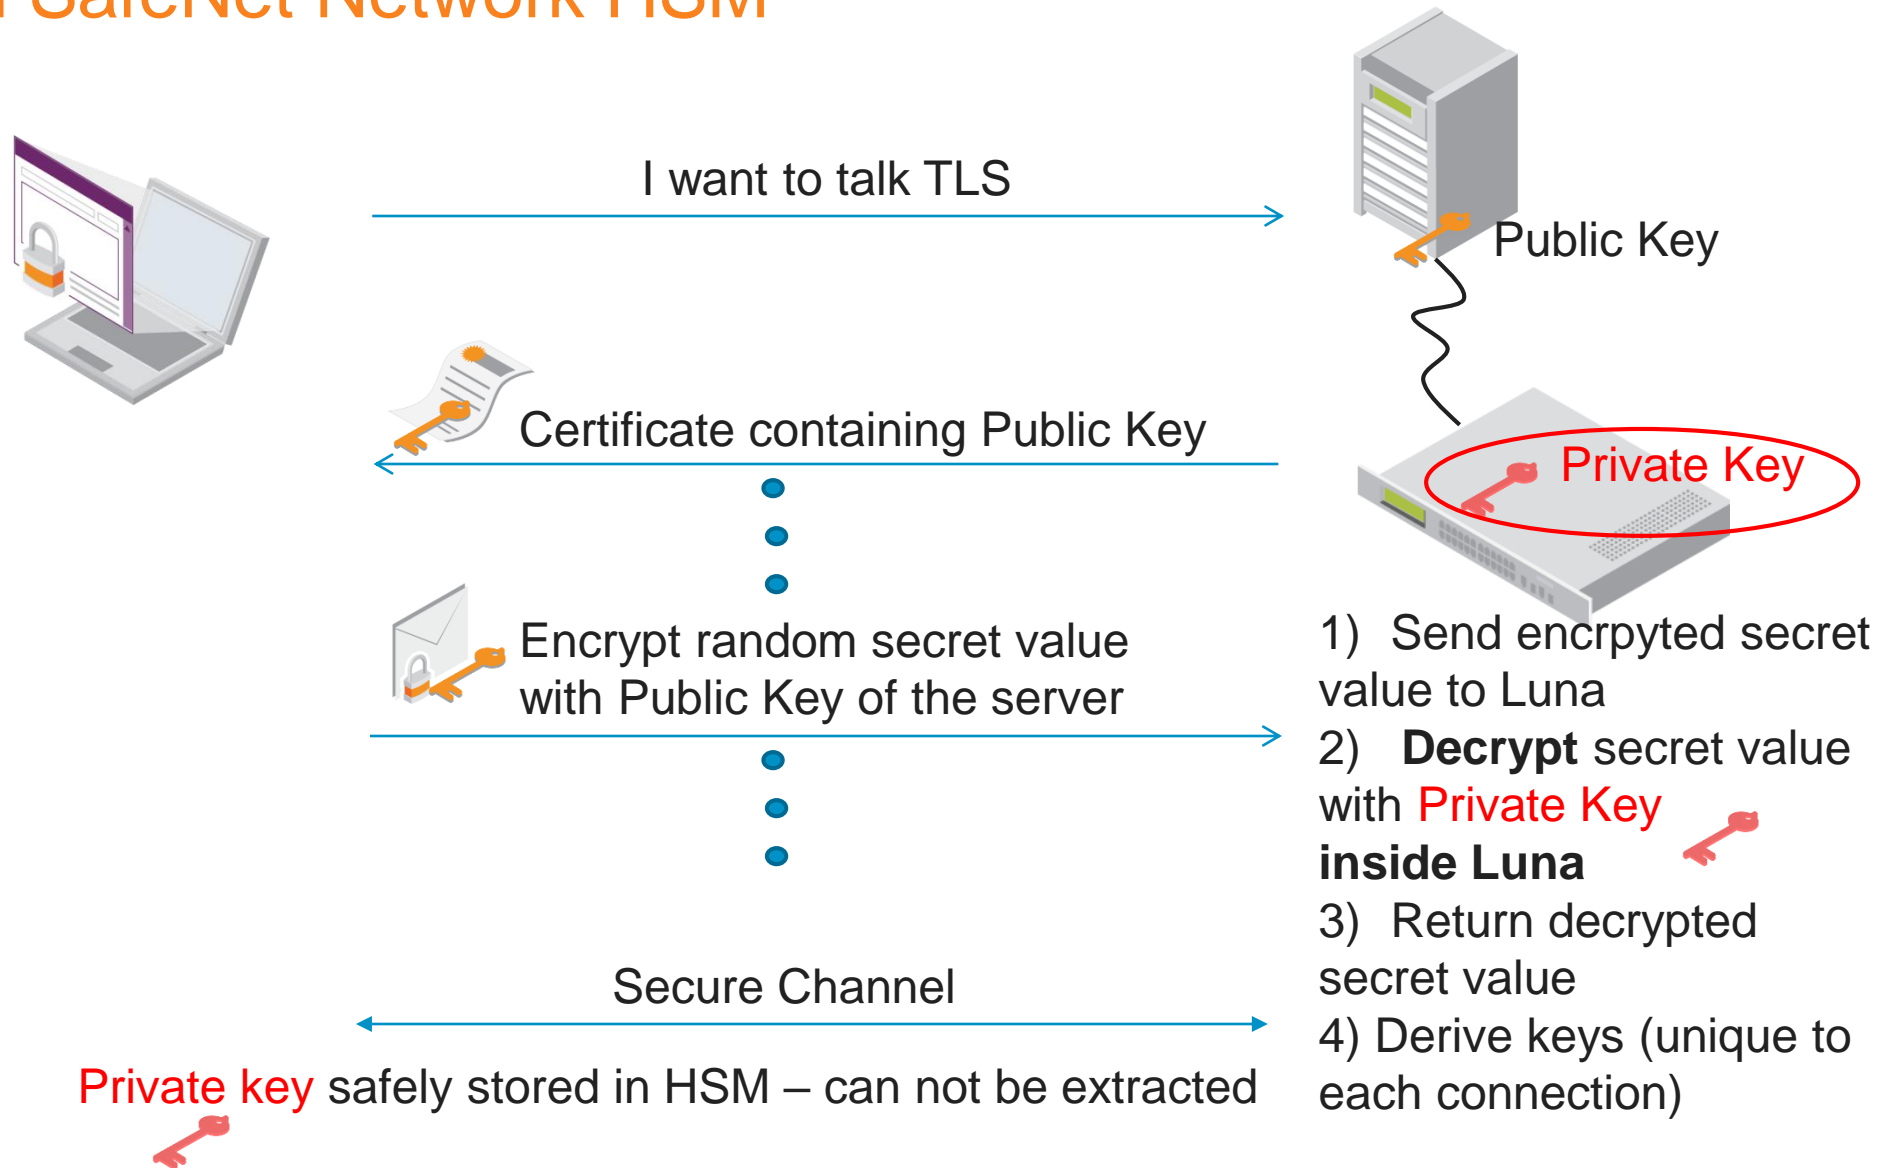 SafeNet Network HSM
I want to talk TLS
Public Key
Certificate containing Public Key
Private Key
Encrypt random secret value
with Public Key of the server
1) Send encrpyted secret
value to Luna
2) Decrypt secret value
with Private Key
inside Luna
3) Return decrypted
secret value
4) Derive keys (unique to
each connection)
Secure Channel
Private key safely stored in HSM – can not be extracted